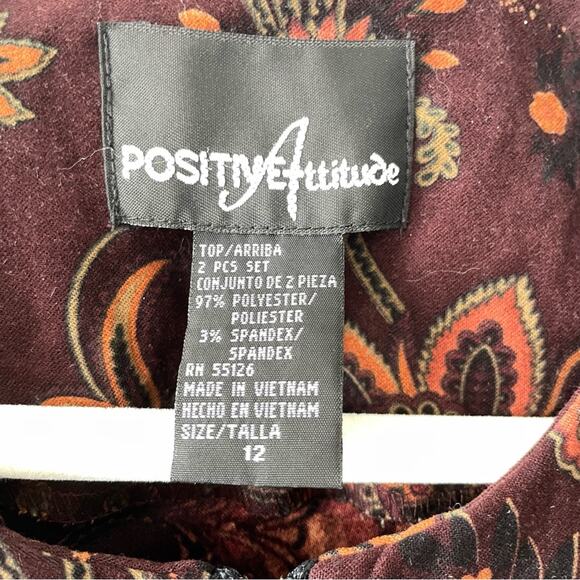 POSITIVE Attitude
TOP/ARRIBA
2 PCS SET
CONJUNTO DE 2 PIEZA
97% POLYESTER/
POLIESTER
3% SPANDEX/
SPANDEX
RN 55126
MADE IN VIETNAM
HECHO EN VIETNAM
SIZE/TALLA
12